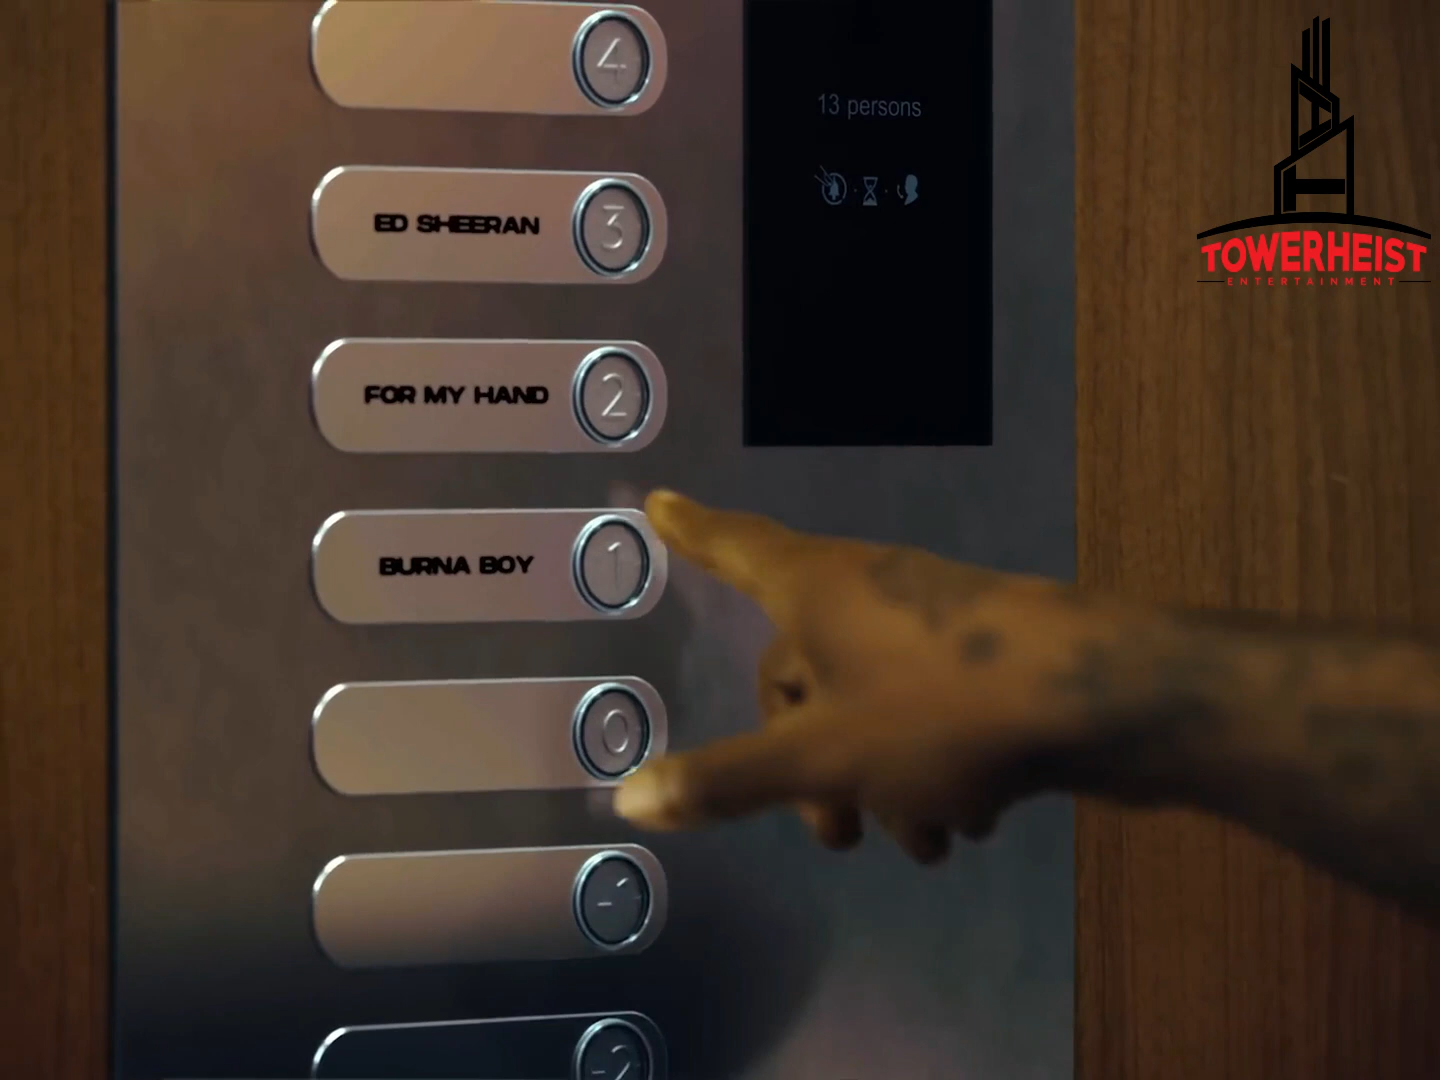 4
13 persons
ED SHEERAN 3
FOR MY HAND 2
BURNA BOY 1
0
-1
-2
TOWERHEIST
ENTERTAINMENT